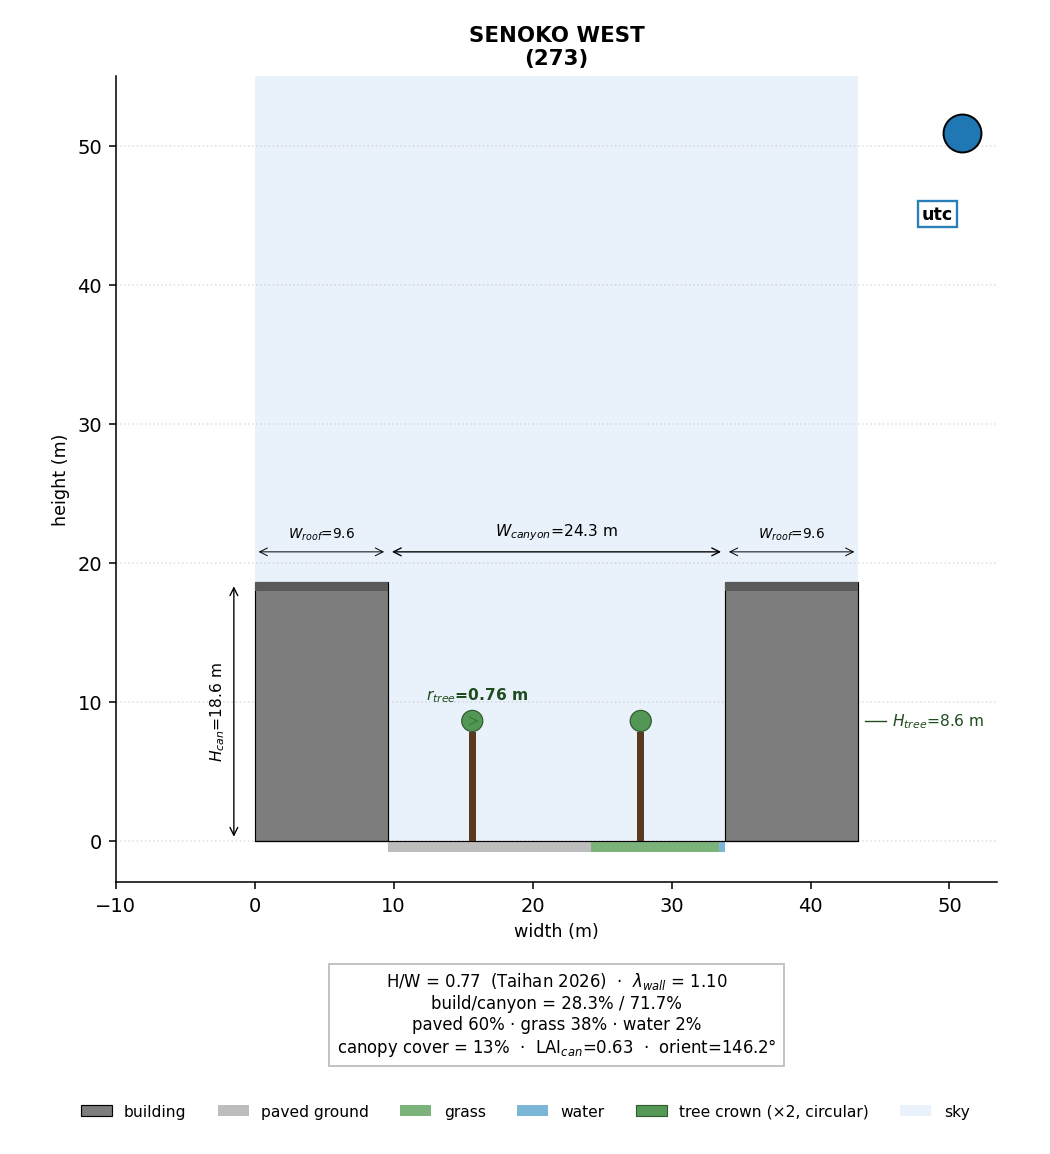 SENOKO WEST
(273)
50
40
30
20
10
0
height (m)
utc
W_roof=9.6
W_canyon=24.3 m
W_roof=9.6
H_can=18.6 m
r_tree=0.76 m
H_tree=8.6 m
−10
0
10
20
30
40
50
width (m)
H/W = 0.77 (Taihan 2026) · λ_wall = 1.10
build/canyon = 28.3% / 71.7%
paved 60% · grass 38% · water 2%
canopy cover = 13% · LAI_can=0.63 · orient=146.2°
building
paved ground
grass
water
tree crown (×2, circular)
sky